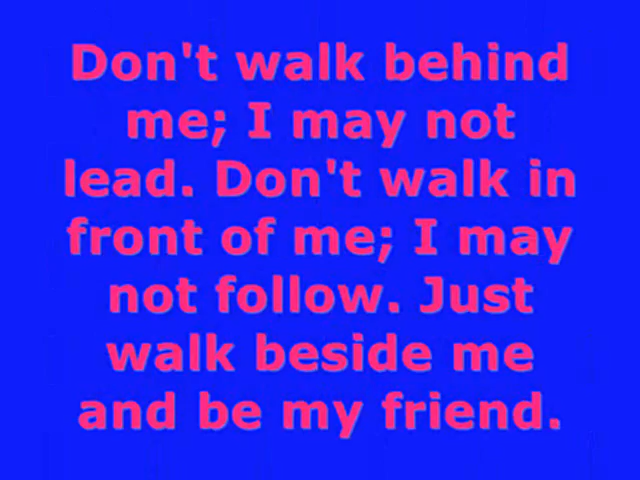 Don't walk behind
me; I may not
lead. Don't walk in
front of me; I may
not follow. Just
walk beside me
and be my friend.